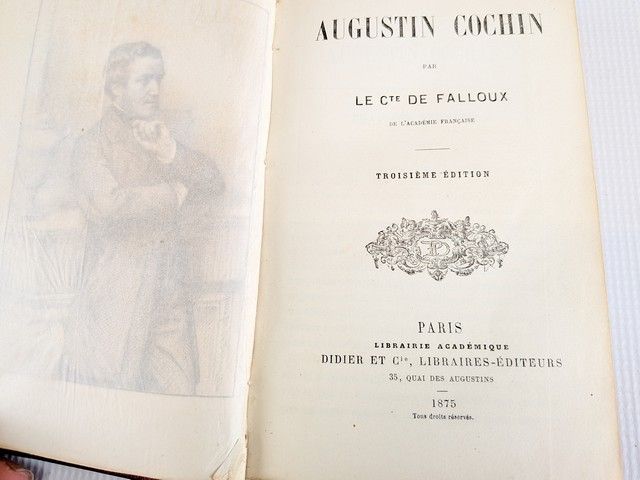 AUGUSTIN COCHIN
PAR
LE CTE DE FALLOUX
DE L'ACADÉMIE FRANÇAISE
TROISIÈME ÉDITION
PARIS
LIBRAIRIE ACADÉMIQUE
DIDIER ET Cie, LIBRAIRES-ÉDITEURS
35, QUAI DES AUGUSTINS
1875
Tous droits réservés.